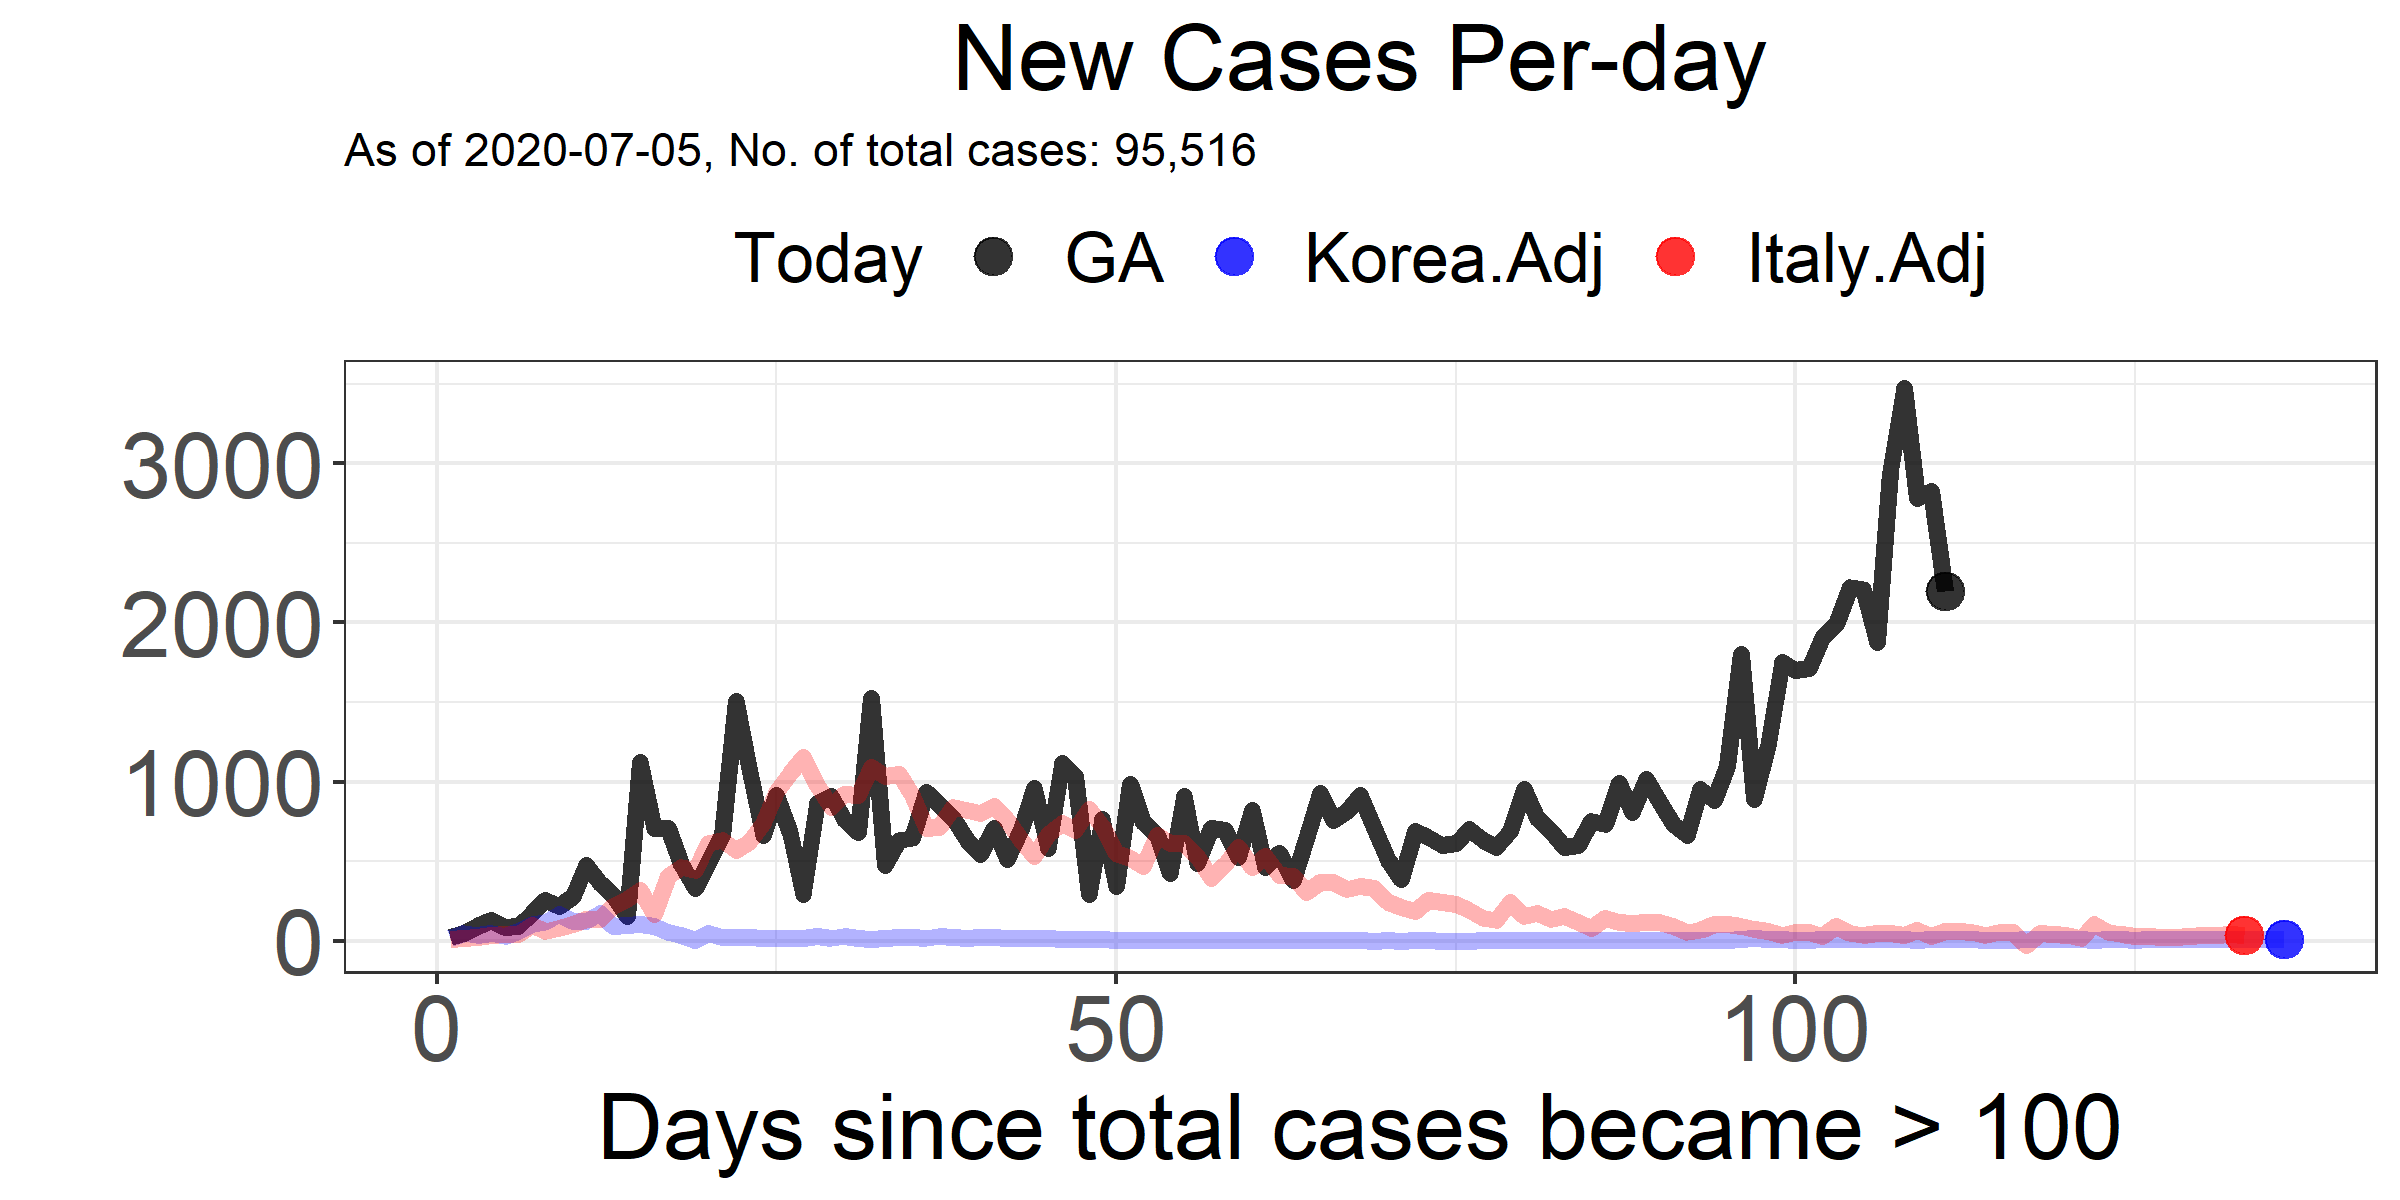 New Cases Per-day
As of 2020-07-05, No. of total cases: 95,516
Today GA Korea.Adj Italy.Adj
3000
2000
1000
0
0 50 100
Days since total cases became > 100